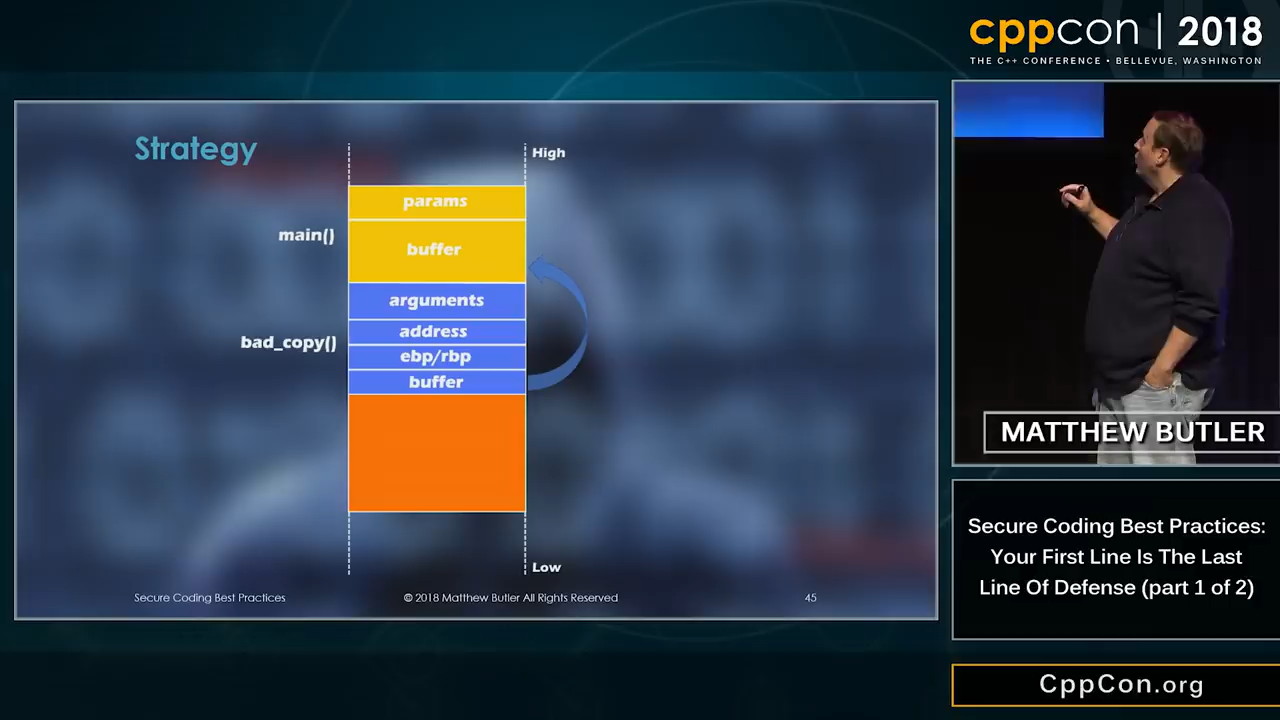 cppcon | 2018
THE C++ CONFERENCE • BELLEVUE, WASHINGTON
Strategy
High
params
main()
buffer
arguments
address
bad_copy()
ebp/rbp
buffer
Low
Secure Coding Best Practices
© 2018 Matthew Butler All Rights Reserved
45
MATTHEW BUTLER
Secure Coding Best Practices:
Your First Line Is The Last
Line Of Defense (part 1 of 2)
CppCon.org